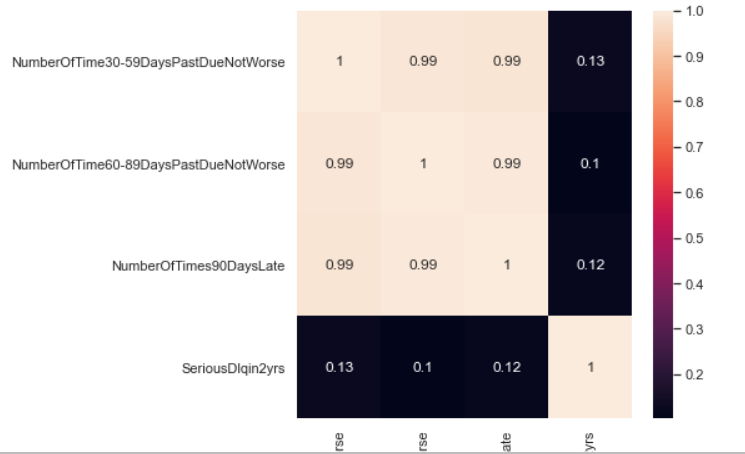 1.0
NumberOfTime30-59DaysPastDueNotWorse 1 0.99 0.99 0.13
0.9
0.8
NumberOfTime60-89DaysPastDueNotWorse 0.99 1 0.99 0.1
0.7
0.6
0.5
NumberOfTimes90DaysLate 0.99 0.99 1 0.12
0.4
0.3
SeriousDlqin2yrs 0.13 0.1 0.12 1
0.2
rse rse ate yrs